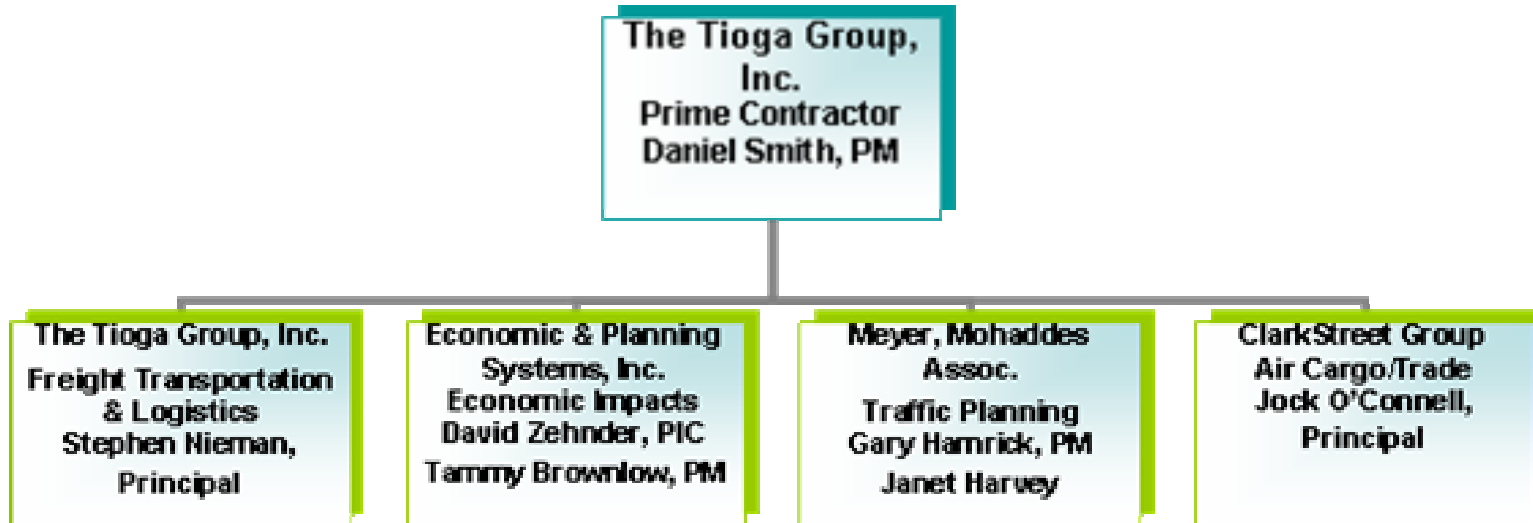 The Tioga Group,
Inc.
Prime Contractor
Daniel Smith, PM
The Tioga Group, Inc.
Freight Transportation
& Logistics
Stephen Nieman,
Principal
Economic & Planning
Systems, Inc.
Economic Impacts
David Zehnder, PIC
Tammy Brownlow, PM
Meyer, Mohaddes
Assoc.
Traffic Planning
Gary Hamrick, PM
Janet Harvey
ClarkStreet Group
Air Cargo/Trade
Jock O'Connell,
Principal